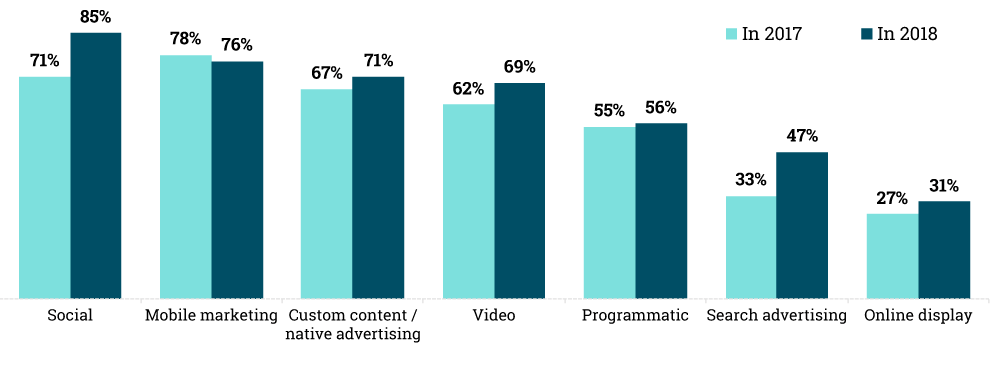 In 2017
In 2018
71%
85%
78%
76%
67%
71%
62%
69%
55%
56%
33%
47%
27%
31%
Social
Mobile marketing
Custom content /
native advertising
Video
Programmatic
Search advertising
Online display